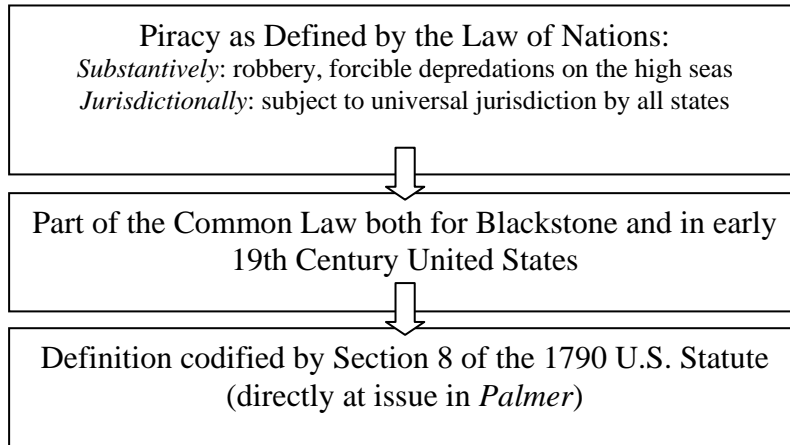 Piracy as Defined by the Law of Nations:
Substantively: robbery, forcible depredations on the high seas
Jurisdictionally: subject to universal jurisdiction by all states
Part of the Common Law both for Blackstone and in early
19th Century United States
Definition codified by Section 8 of the 1790 U.S. Statute
(directly at issue in Palmer)